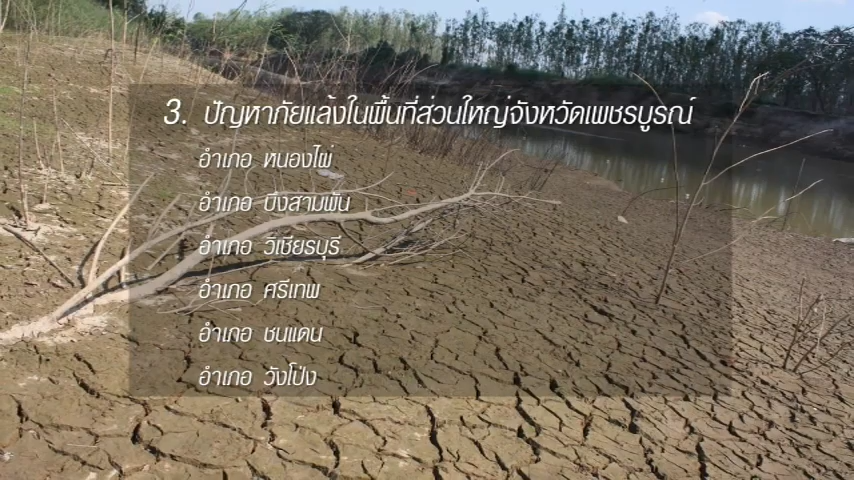 3. ปัญหาภัยแล้งในพื้นที่ส่วนใหญ่จังหวัดเพชรบูรณ์
อำเภอ หนองไผ่
อำเภอ บึงสามพัน
อำเภอ วิเชียรบุรี
อำเภอ ศรีเทพ
อำเภอ ชนแดน
อำเภอ วังโป่ง